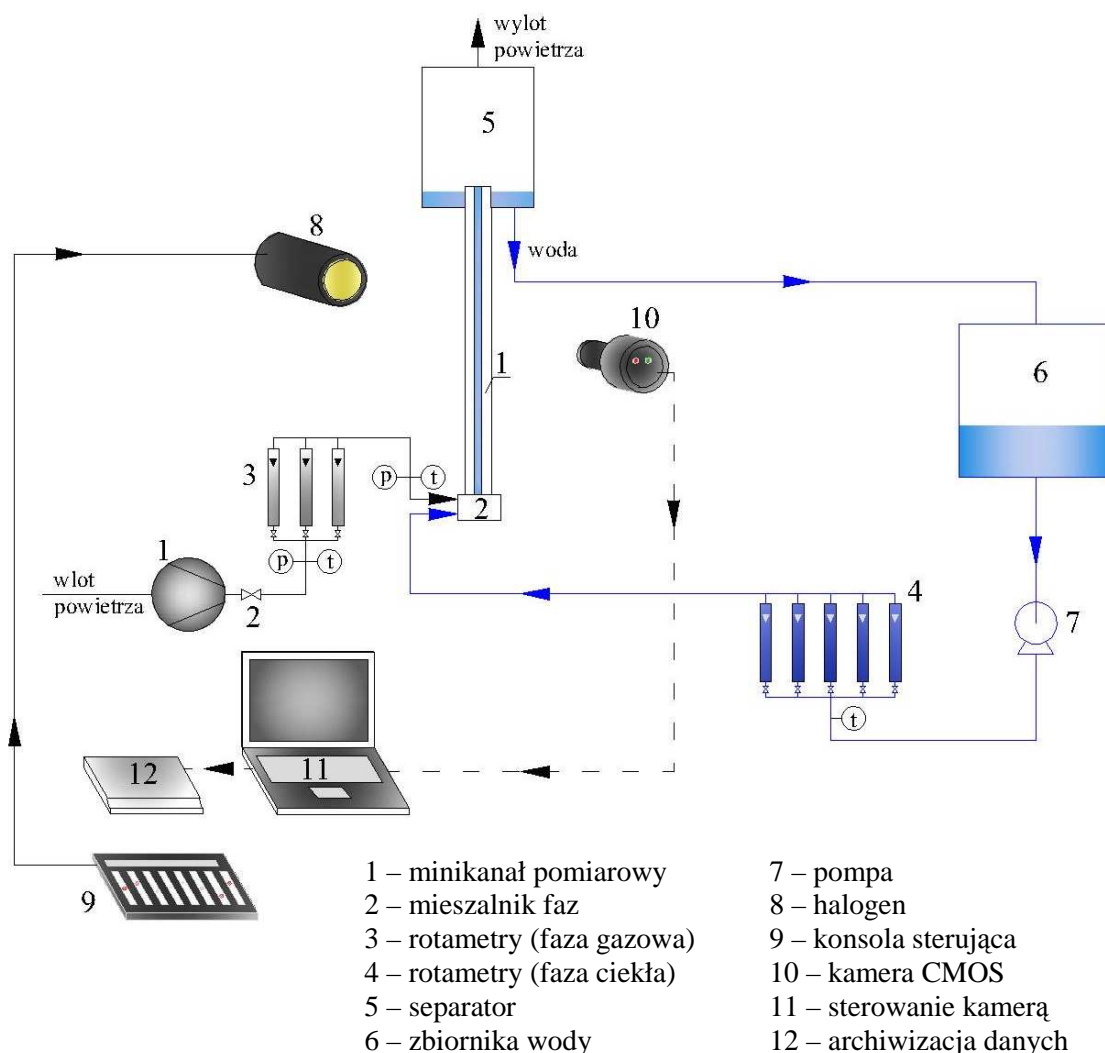 wylot
powietrza
5
8
woda
10
1
6
3
p t
2
1
p t
4
wlot
powietrza
2
7
t
11
12
9
1 – minikanał pomiarowy
2 – mieszalnik faz
3 – rotametry (faza gazowa)
4 – rotametry (faza ciekła)
5 – separator
6 – zbiornika wody
7 – pompa
8 – halogen
9 – konsola sterująca
10 – kamera CMOS
11 – sterowanie kamerą
12 – archiwizacja danych